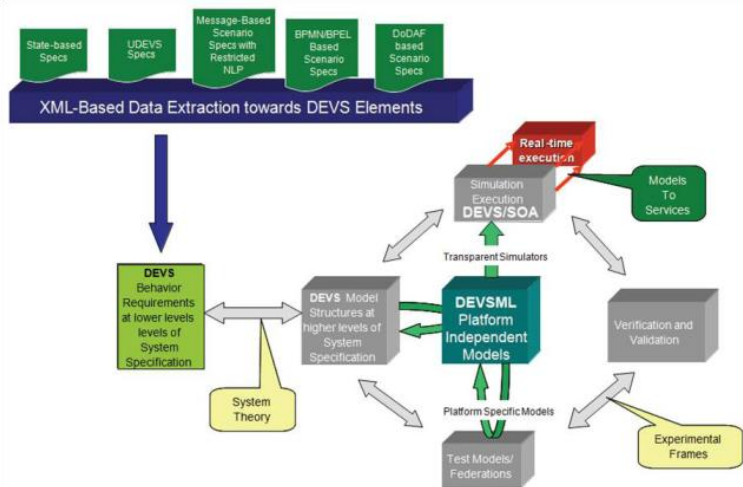 State-based
Specs
UDEVS
Specs
Message-Based
Scenario
Specs with
Restricted
NLP
BPMN/BPEL
Based
Scenario
Specs
DoDAF
based
Scenario
Specs
XML-Based Data Extraction towards DEVS Elements
Real -time
execution
Simulation
Execution
DEVS/SOA
Models
To
Services
Transparent Simulators
DEVS
Behavior
Requirements
at lower levels
levels of
System
Specification
DEVS Model
Structures at
higher levels of
System
Specification
DEVSML
Platform
Independent
Models
Verification and
Validation
System
Theory
Platform Specific Models
Test Models/
Federations
Experimental
Frames